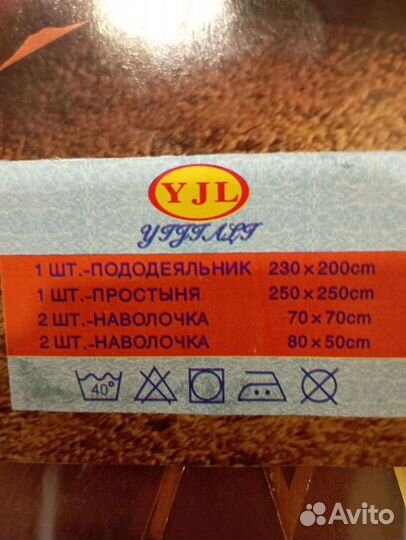 YJL
YIJIALI
1 ШТ.-ПОДОДЕЯЛЬНИК 230×200cm
1 ШТ.-ПРОСТЫНЯ 250×250cm
2 ШТ.-НАВОЛОЧКА 70×70cm
2 ШТ.-НАВОЛОЧКА 80×50cm
40°
Avito